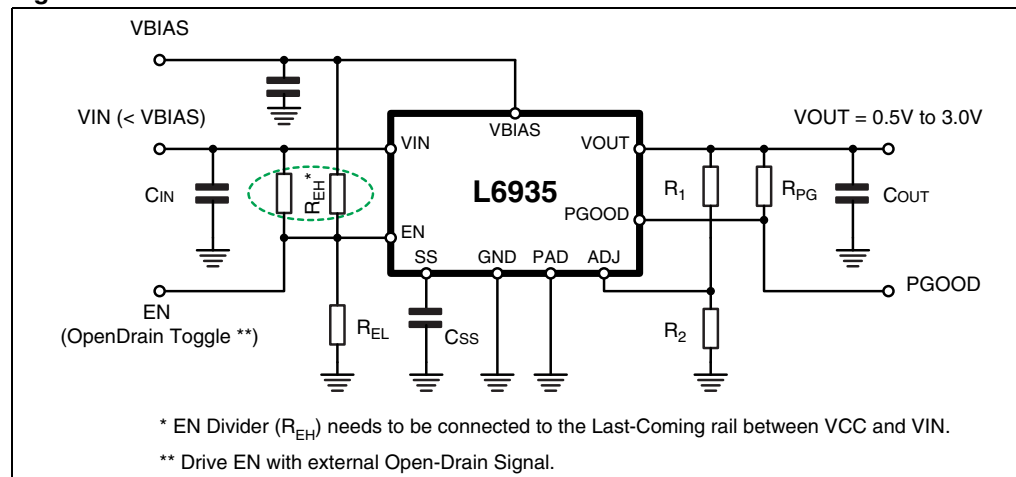 VBIAS
VIN (< VBIAS)
VOUT = 0.5V to 3.0V
VIN
VBIAS
VOUT
L6935
CIN
REH*
R1
RPG
COUT
PGOOD
EN
SS
GND
PAD
ADJ
EN
(OpenDrain Toggle **)
REL
CSS
R2
PGOOD
* EN Divider (REH) needs to be connected to the Last-Coming rail between VCC and VIN.
** Drive EN with external Open-Drain Signal.